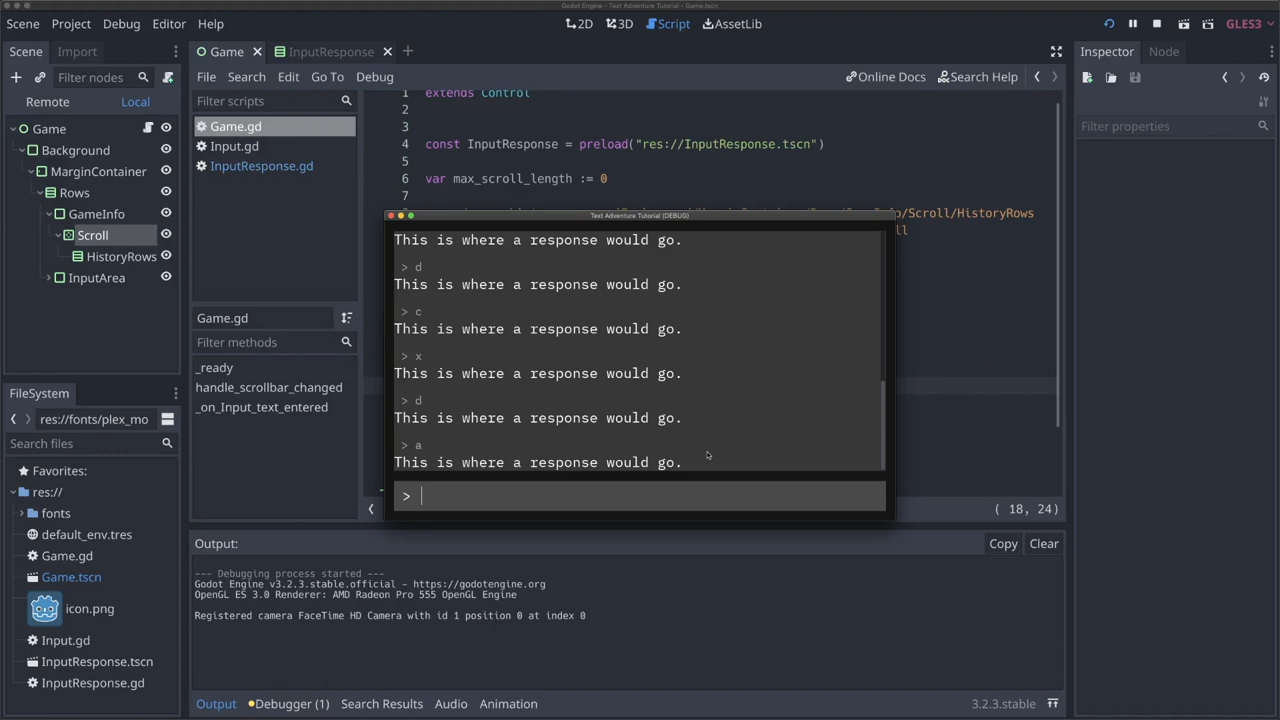 Godot Engine - Text Adventure Tutorial - Game.tscn
Scene Project Debug Editor Help
2D 3D Script AssetLib
GLES3
Scene Import
Game InputResponse
Inspector Node
Filter nodes
File Search Edit Go To Debug
Online Docs Search Help
Remote Local
Filter scripts
Filter properties
Game
Background
MarginContainer
Rows
GameInfo
Scroll
HistoryRows
InputArea
Game.gd
Input.gd
InputResponse.gd
Game.gd
Filter methods
_ready
handle_scrollbar_changed
_on_Input_text_entered
1 extends Control
2
3
4 const InputResponse = preload("res://InputResponse.tscn")
5
6 var max_scroll_length := 0
7
/Scroll/HistoryRows
Text Adventure Tutorial (DEBUG)
This is where a response would go.
> d
This is where a response would go.
> c
This is where a response would go.
> x
This is where a response would go.
> d
This is where a response would go.
> a
This is where a response would go.
>
( 18, 24)
FileSystem
res://fonts/plex_mo
Search files
Favorites:
res://
fonts
default_env.tres
Game.gd
Game.tscn
icon.png
Input.gd
InputResponse.tscn
InputResponse.gd
Output:
Copy Clear
--- Debugging process started ---
Godot Engine v3.2.3.stable.official - https://godotengine.org
OpenGL ES 3.0 Renderer: AMD Radeon Pro 555 OpenGL Engine
Registered camera FaceTime HD Camera with id 1 position 0 at index 0
Output Debugger (1) Search Results Audio Animation
3.2.3.stable